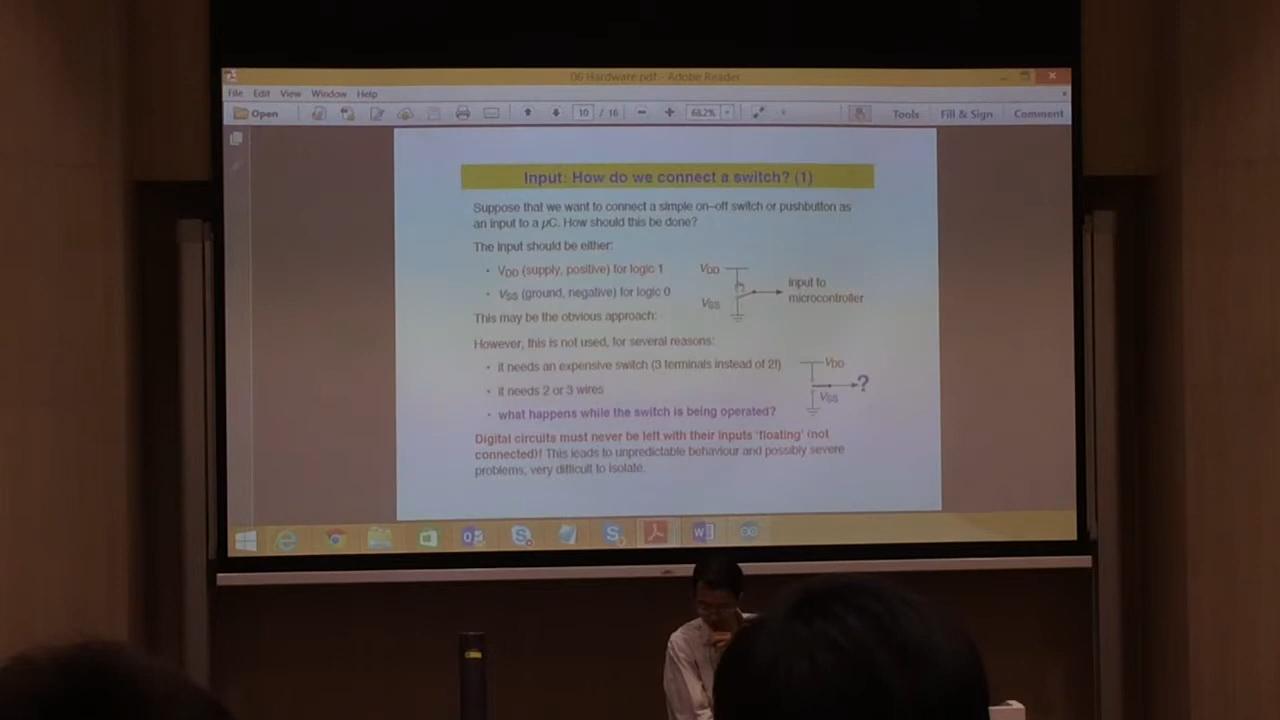 06 Hardware.pdf - Adobe Reader
File Edit View Window Help
Open 10 / 16 68.2% Tools Fill & Sign Comment
Input: How do we connect a switch? (1)
Suppose that we want to connect a simple on–off switch or pushbutton as
an input to a µC. How should this be done?
The input should be either:
• VDD (supply, positive) for logic 1
• VSS (ground, negative) for logic 0
VDD
VSS
Input to
microcontroller
This may be the obvious approach:
However, this is not used, for several reasons:
• it needs an expensive switch (3 terminals instead of 2!)
• it needs 2 or 3 wires
• what happens while the switch is being operated?
VDD
?
VSS
Digital circuits must never be left with their inputs 'floating' (not
connected)! This leads to unpredictable behaviour and possibly severe
problems, very difficult to isolate.